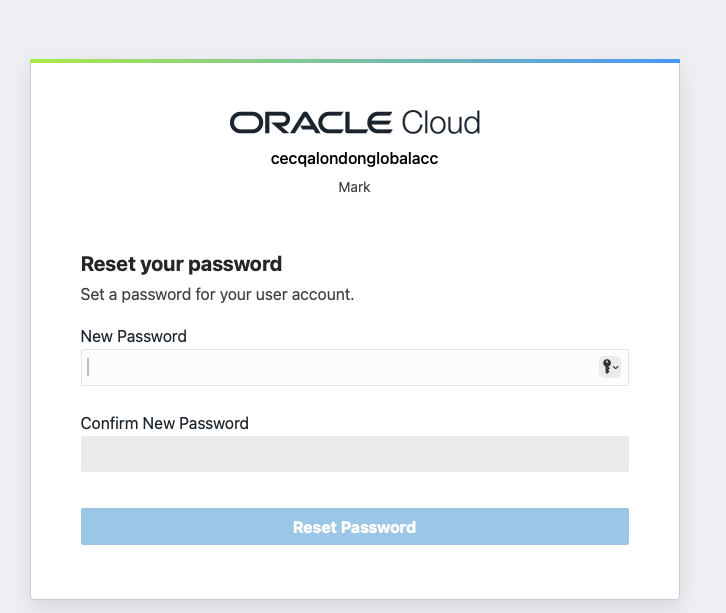 ORACLE Cloud
cecqalondonglobalacc
Mark
Reset your password
Set a password for your user account.
New Password
Confirm New Password
Reset Password